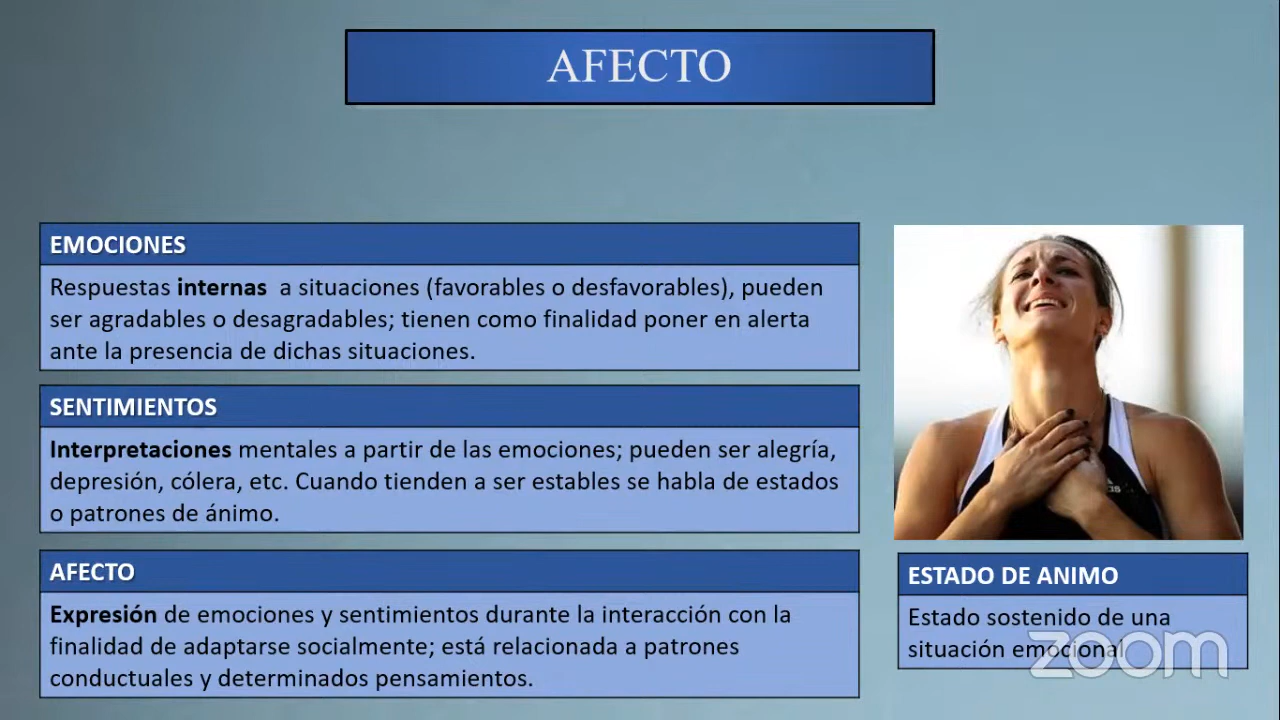 AFECTO
EMOCIONES
Respuestas internas a situaciones (favorables o desfavorables), pueden
ser agradables o desagradables; tienen como finalidad poner en alerta
ante la presencia de dichas situaciones.
SENTIMIENTOS
Interpretaciones mentales a partir de las emociones; pueden ser alegría,
depresión, cólera, etc. Cuando tienden a ser estables se habla de estados
o patrones de ánimo.
AFECTO
Expresión de emociones y sentimientos durante la interacción con la
finalidad de adaptarse socialmente; está relacionada a patrones
conductuales y determinados pensamientos.
ESTADO DE ANIMO
Estado sostenido de una
situación emocional
zoom